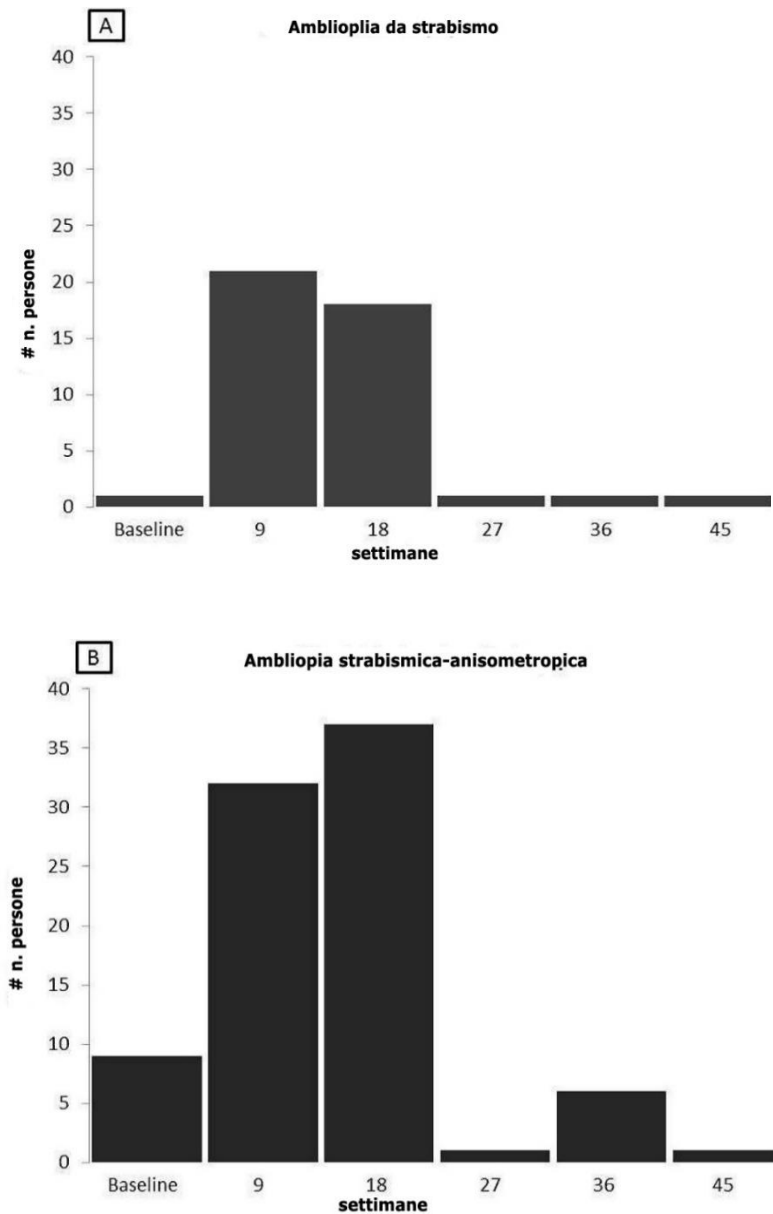 A
Amblioplia da strabismo
40
35
30
25
20
15
10
5
0
# n. persone
Baseline 9 18 27 36 45
settimane
B
Ambliopia strabismica-anisometropica
40
35
30
25
20
15
10
5
0
# n. persone
Baseline 9 18 27 36 45
settimane